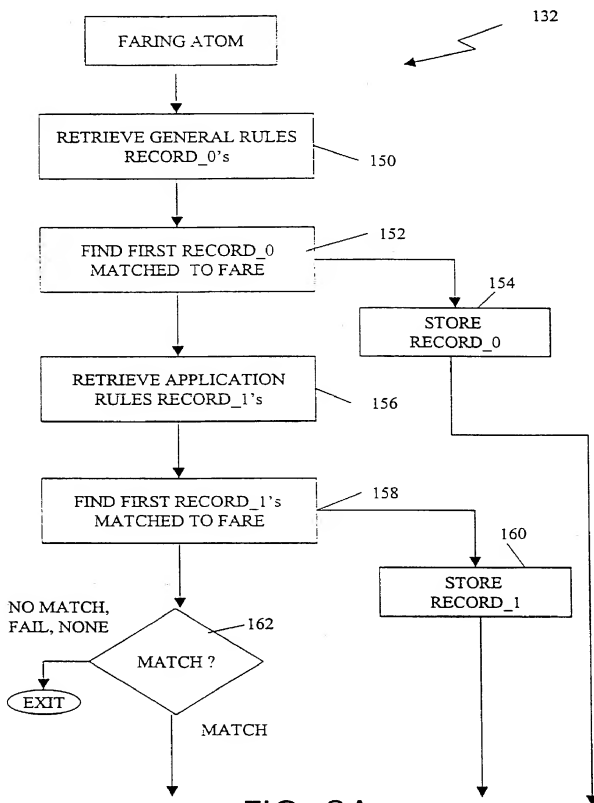 132
FARING ATOM
RETRIEVE GENERAL RULES
RECORD_0's
150
FIND FIRST RECORD_0
MATCHED TO FARE
152
154
STORE
RECORD_0
RETRIEVE APPLICATION
RULES RECORD_1's
156
FIND FIRST RECORD_1's
MATCHED TO FARE
158
160
STORE
RECORD_1
NO MATCH,
FAIL, NONE
162
MATCH ?
EXIT
MATCH